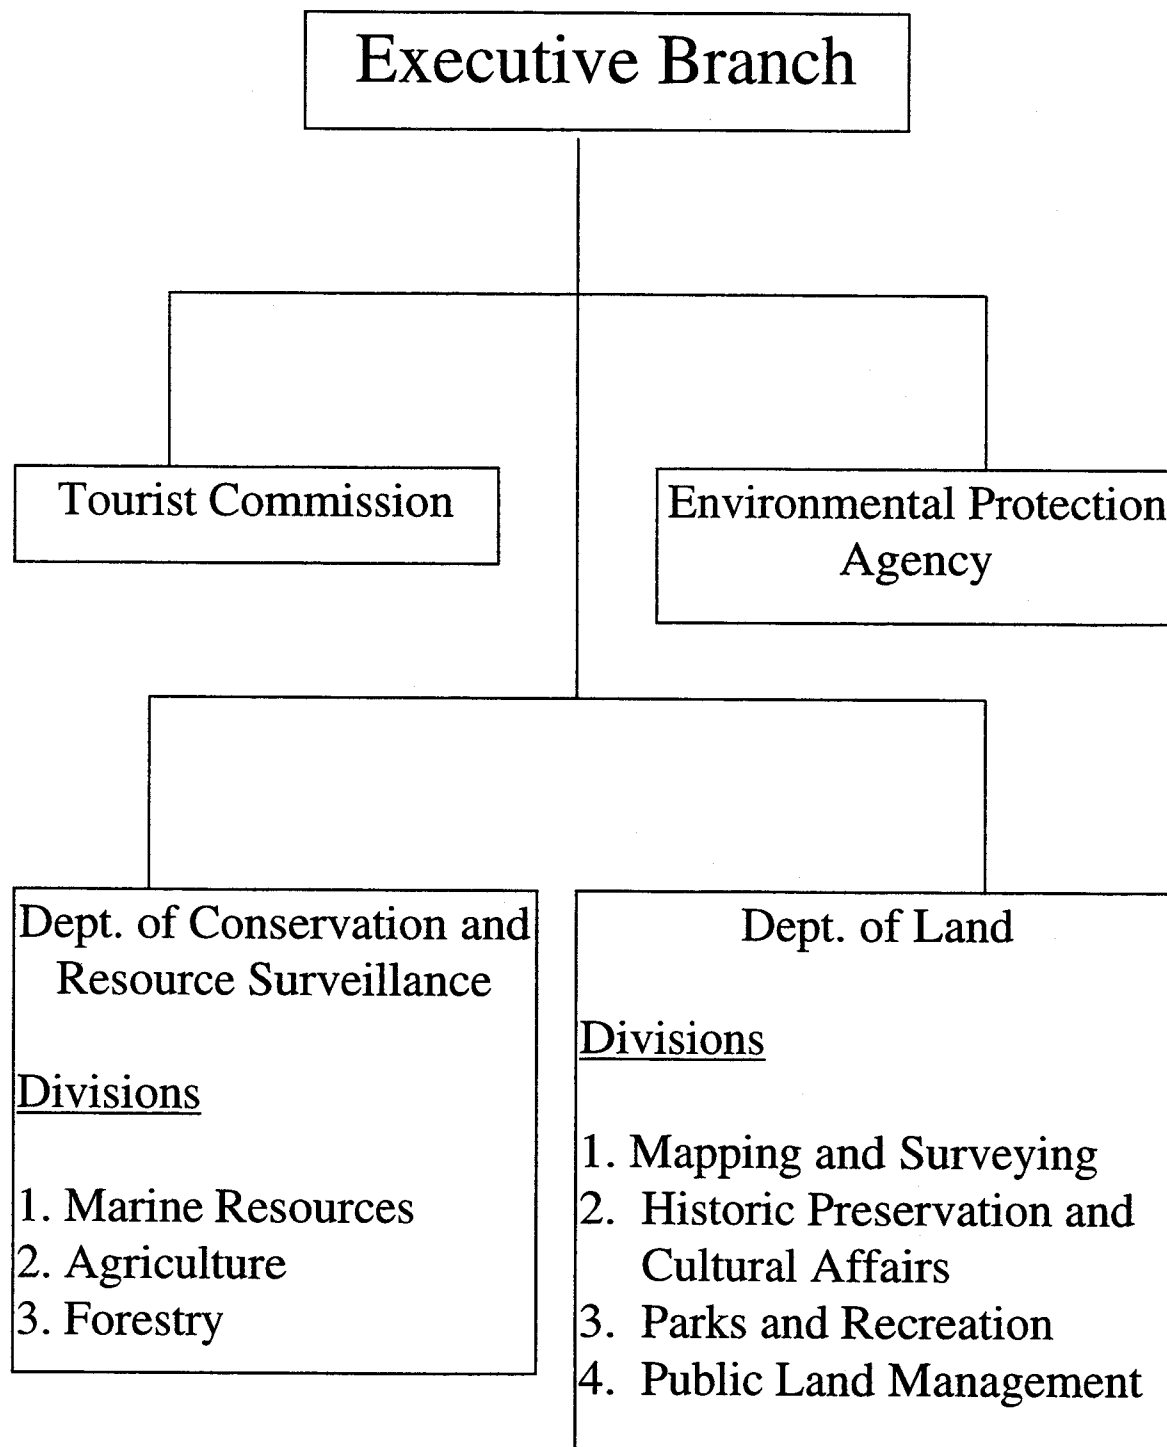 Executive Branch
Tourist Commission
Environmental Protection
Agency
Dept. of Conservation and
Resource Surveillance
Divisions
1. Marine Resources
2. Agriculture
3. Forestry
Dept. of Land
Divisions
1. Mapping and Surveying
2. Historic Preservation and
Cultural Affairs
3. Parks and Recreation
4. Public Land Management